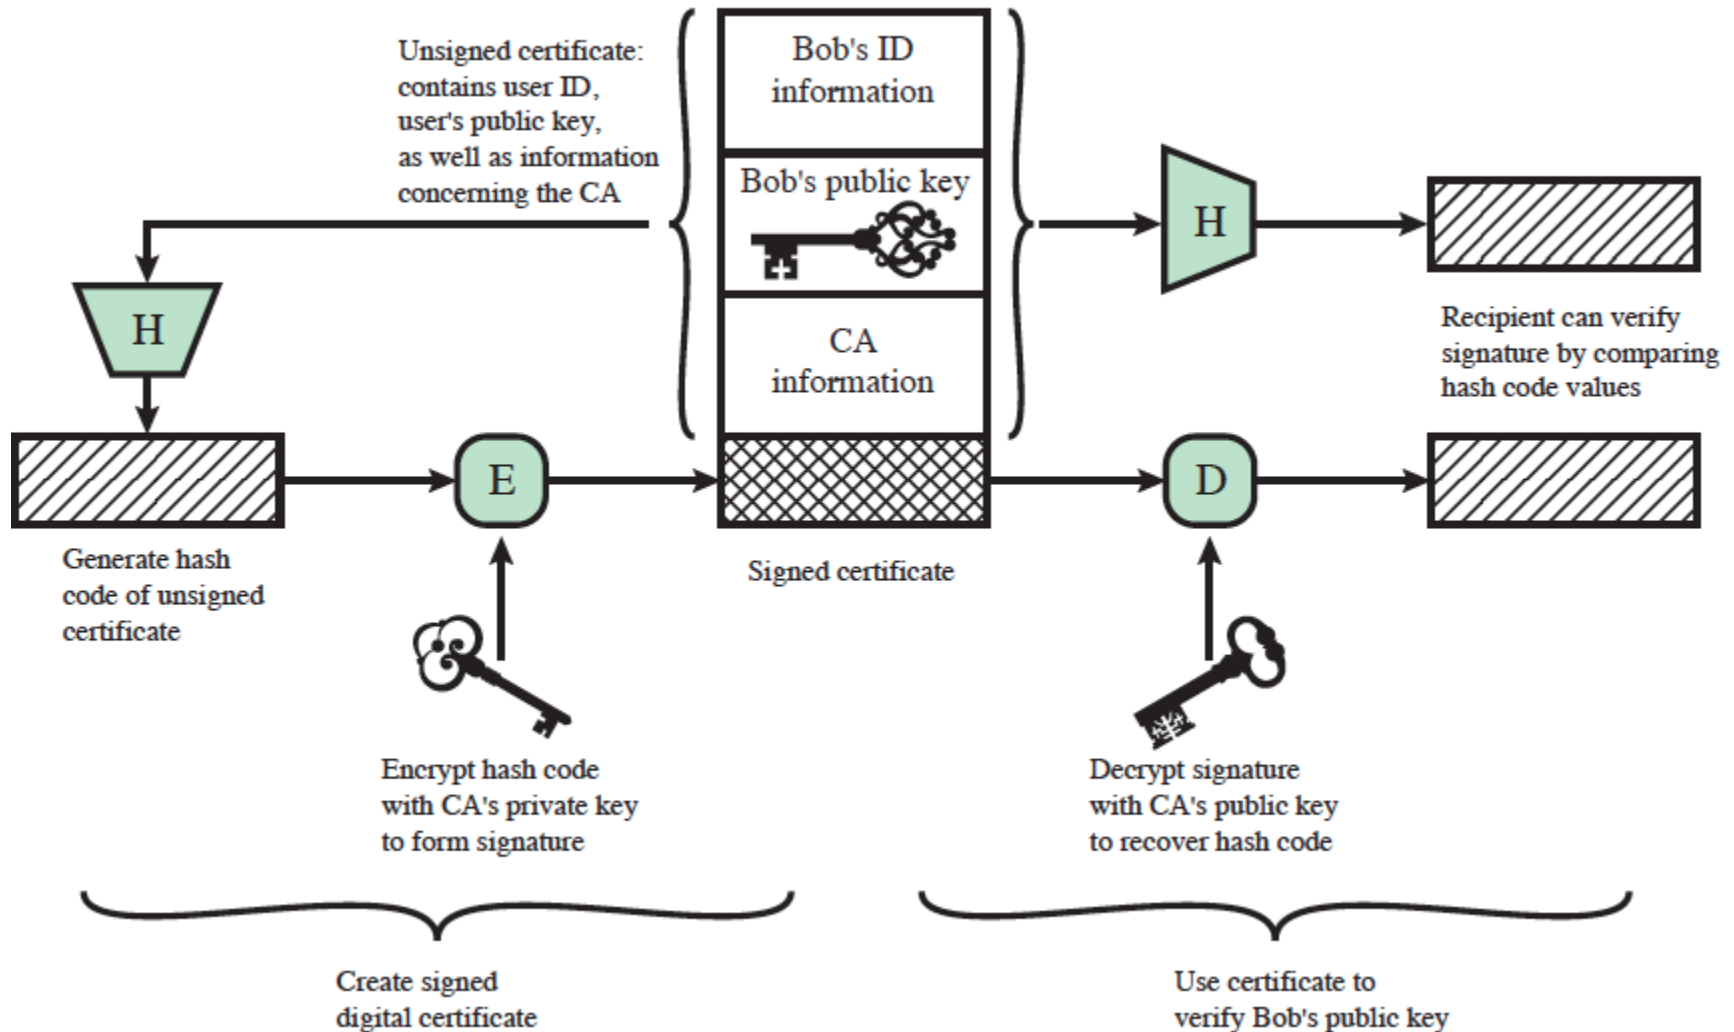 Unsigned certificate:
contains user ID,
user's public key,
as well as information
concerning the CA
Bob's ID
information
Bob's public key
CA
information
H
H
Recipient can verify
signature by comparing
hash code values
E
D
Generate hash
code of unsigned
certificate
Signed certificate
Encrypt hash code
with CA's private key
to form signature
Decrypt signature
with CA's public key
to recover hash code
Create signed
digital certificate
Use certificate to
verify Bob's public key